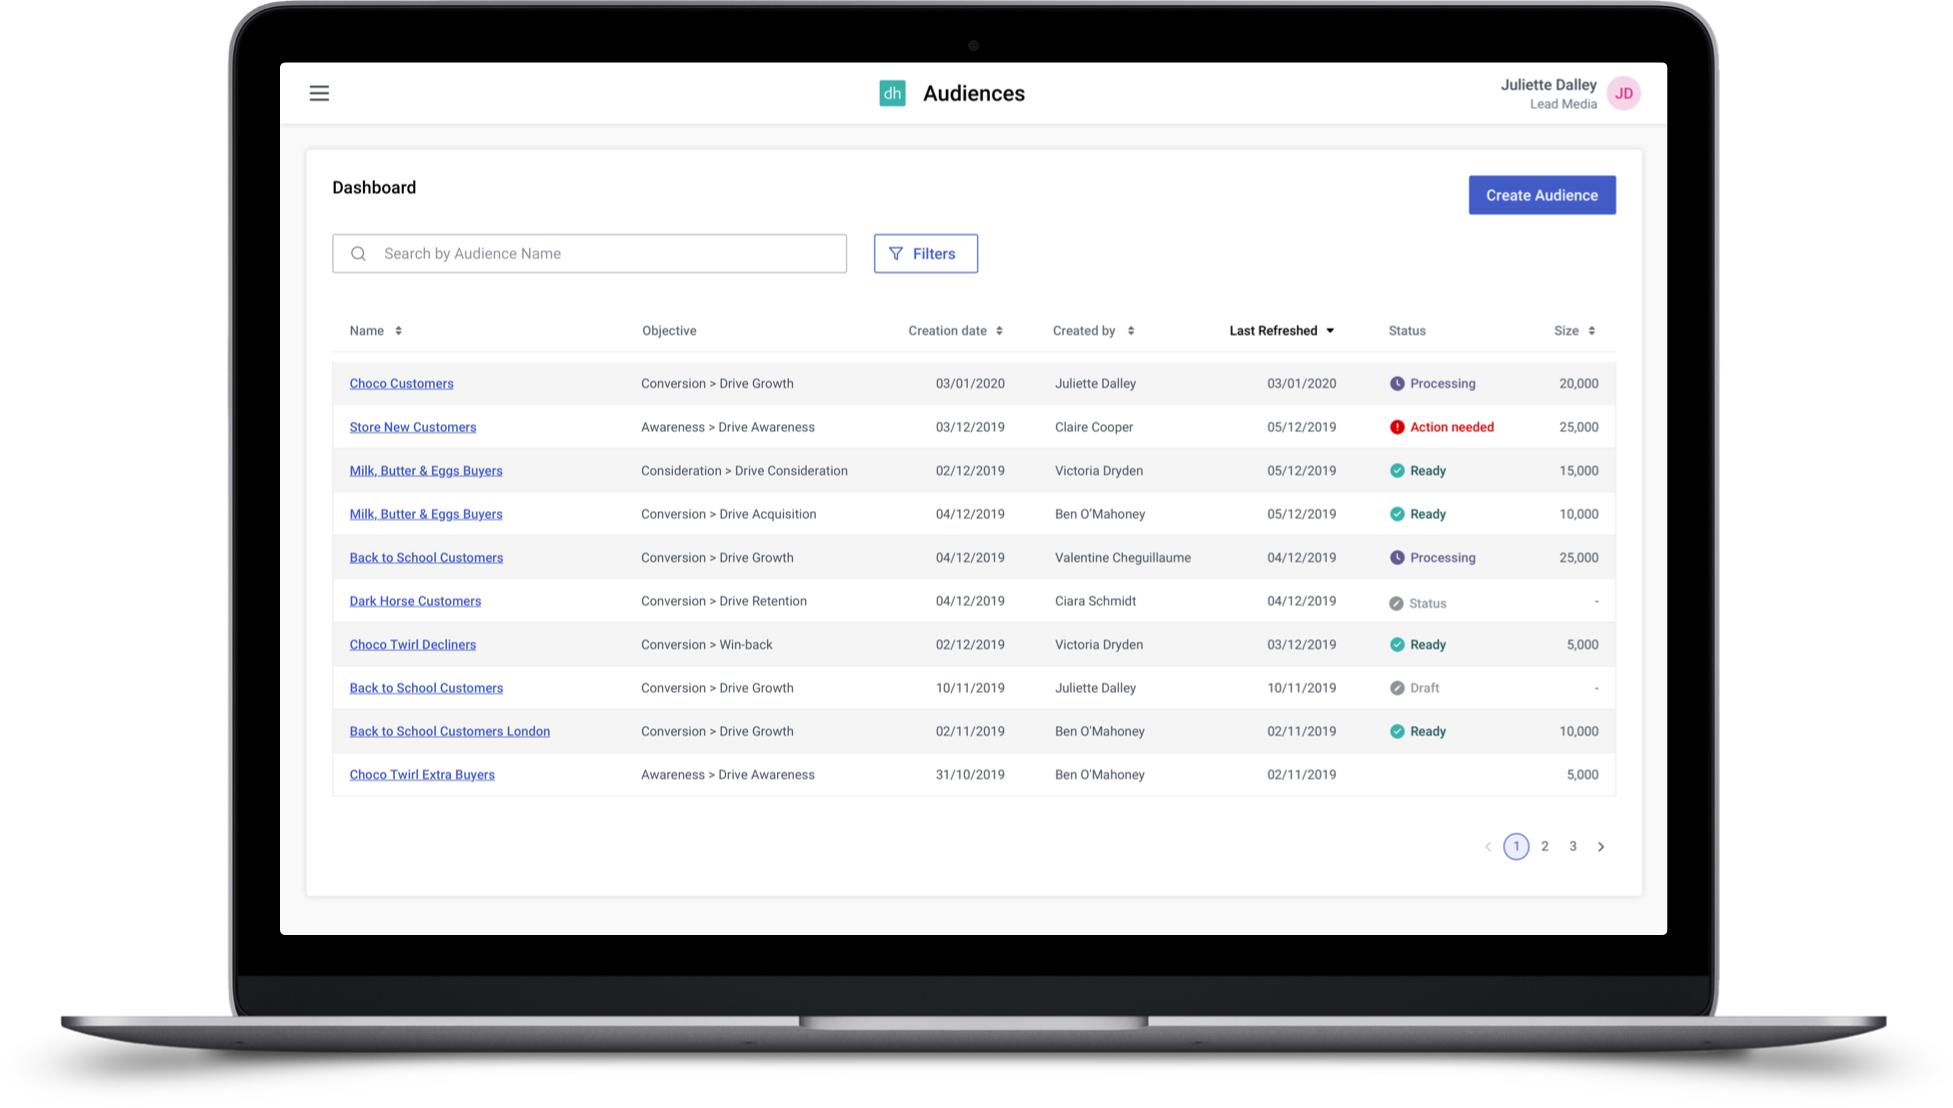 dh Audiences
Juliette Dalley
Lead Media
JD
Dashboard
Create Audience
Search by Audience Name
Filters
Name Objective Creation date Created by Last Refreshed Status Size
Choco Customers Conversion > Drive Growth 03/01/2020 Juliette Dalley 03/01/2020 Processing 20,000
Store New Customers Awareness > Drive Awareness 03/12/2019 Claire Cooper 05/12/2019 Action needed 25,000
Milk, Butter & Eggs Buyers Consideration > Drive Consideration 02/12/2019 Victoria Dryden 05/12/2019 Ready 15,000
Milk, Butter & Eggs Buyers Conversion > Drive Acquisition 04/12/2019 Ben O'Mahoney 05/12/2019 Ready 10,000
Back to School Customers Conversion > Drive Growth 04/12/2019 Valentine Cheguillaume 04/12/2019 Processing 25,000
Dark Horse Customers Conversion > Drive Retention 04/12/2019 Ciara Schmidt 04/12/2019 Status -
Choco Twirl Decliners Conversion > Win-back 02/12/2019 Victoria Dryden 03/12/2019 Ready 5,000
Back to School Customers Conversion > Drive Growth 10/11/2019 Juliette Dalley 10/11/2019 Draft -
Back to School Customers London Conversion > Drive Growth 02/11/2019 Ben O'Mahoney 02/11/2019 Ready 10,000
Choco Twirl Extra Buyers Awareness > Drive Awareness 31/10/2019 Ben O'Mahoney 02/11/2019 5,000
< 1 2 3 >